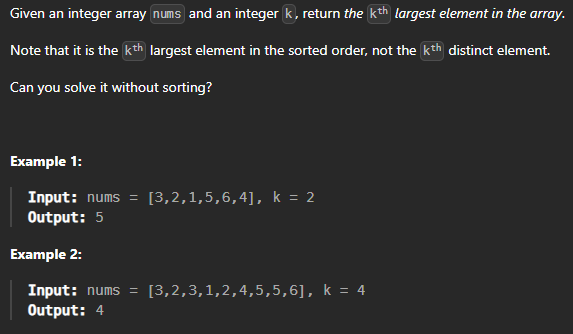 Given an integer array nums and an integer k, return the kth largest element in the array.
Note that it is the kth largest element in the sorted order, not the kth distinct element.
Can you solve it without sorting?
Example 1:
Input: nums = [3,2,1,5,6,4], k = 2
Output: 5
Example 2:
Input: nums = [3,2,3,1,2,4,5,5,6], k = 4
Output: 4